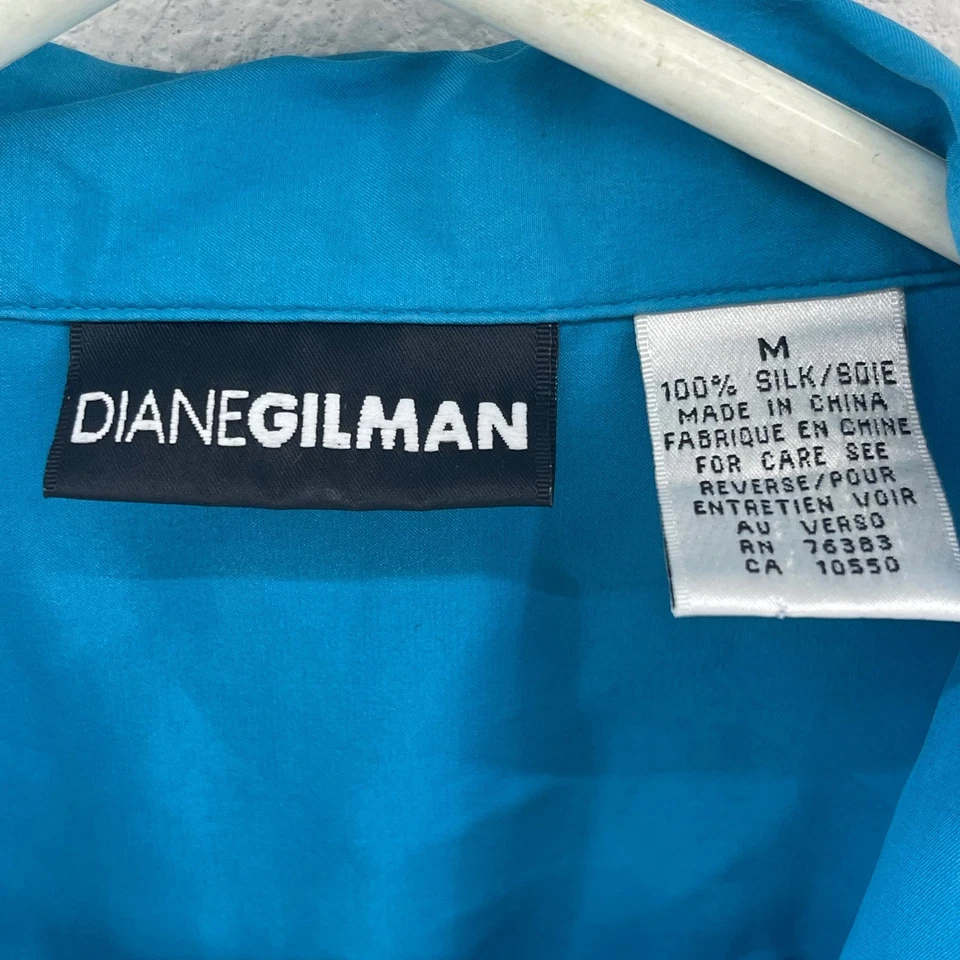 DIANEGILMAN
M
100% SILK/SOIE
MADE IN CHINA
FABRIQUE EN CHINE
FOR CARE SEE
REVERSE/POUR
ENTRETIEN VOIR
AU VERSO
RN 76383
CA 10550